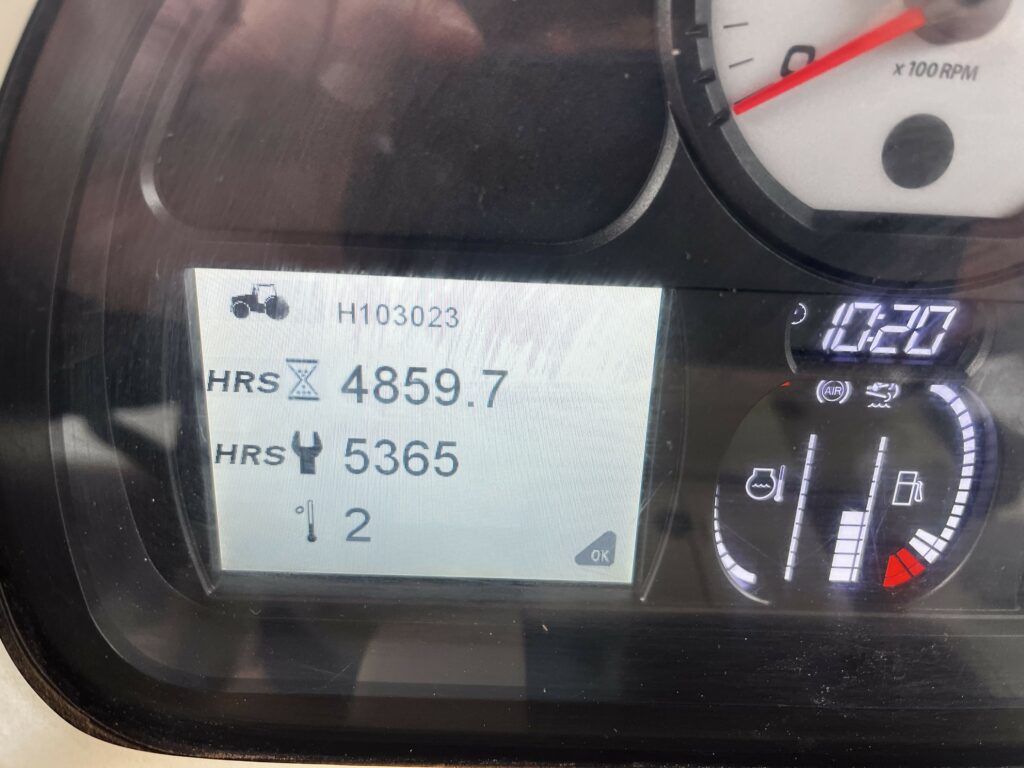 0
x 100 RPM
H103023
10:20
HRS 4859.7
AIR
HRS 5365
2
OK